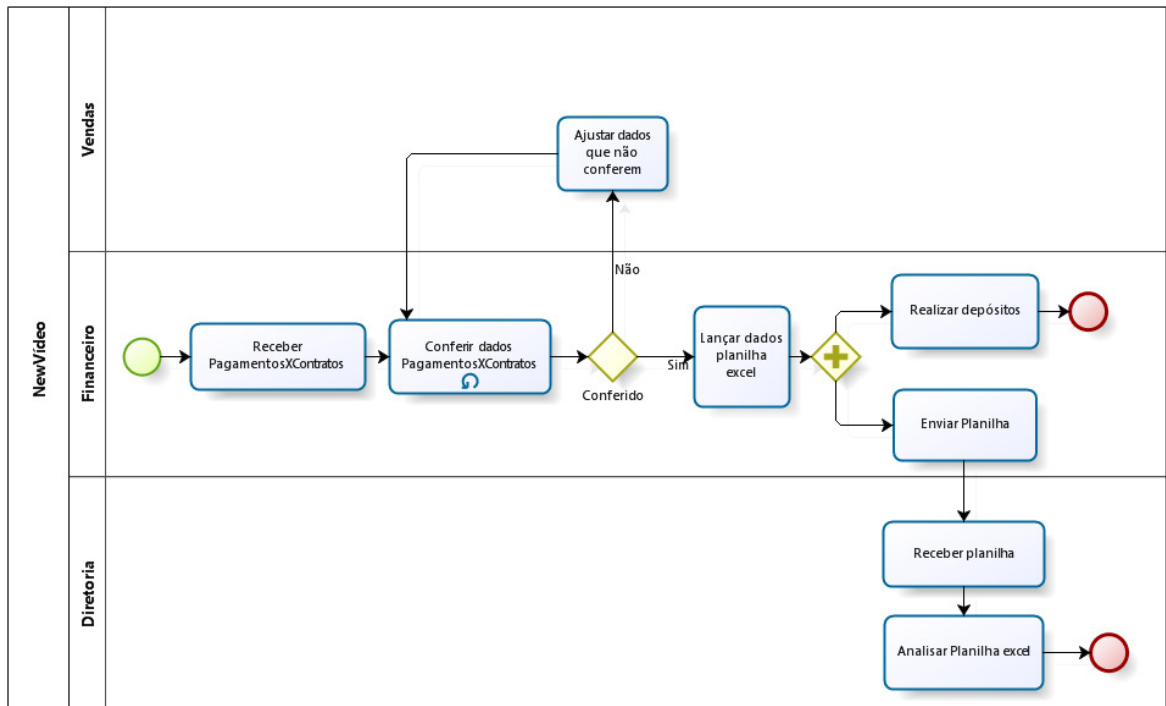 NewVídeo
Vendas
Ajustar dados
que não
conferem
Financeiro
Receber
PagamentosXContratos
Conferir dados
PagamentosXContratos
Conferido
Não
Sim
Lançar dados
planilha
excel
Realizar depósitos
Enviar Planilha
Diretoria
Receber planilha
Analisar Planilha excel